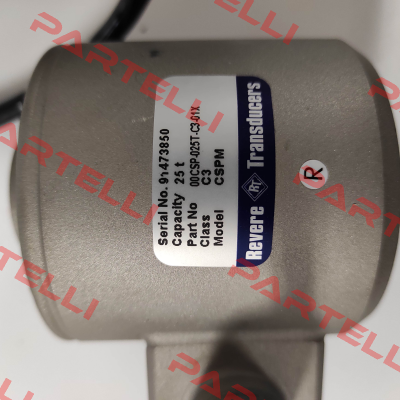 Serial No.
Capacity 25 t
Part No 00CSP-025T-C3-01X
Class C3
Model CSPM
Revere RT Transducers
R
PARTELLI
PARTELLI
PARTELLI
PARTELLI